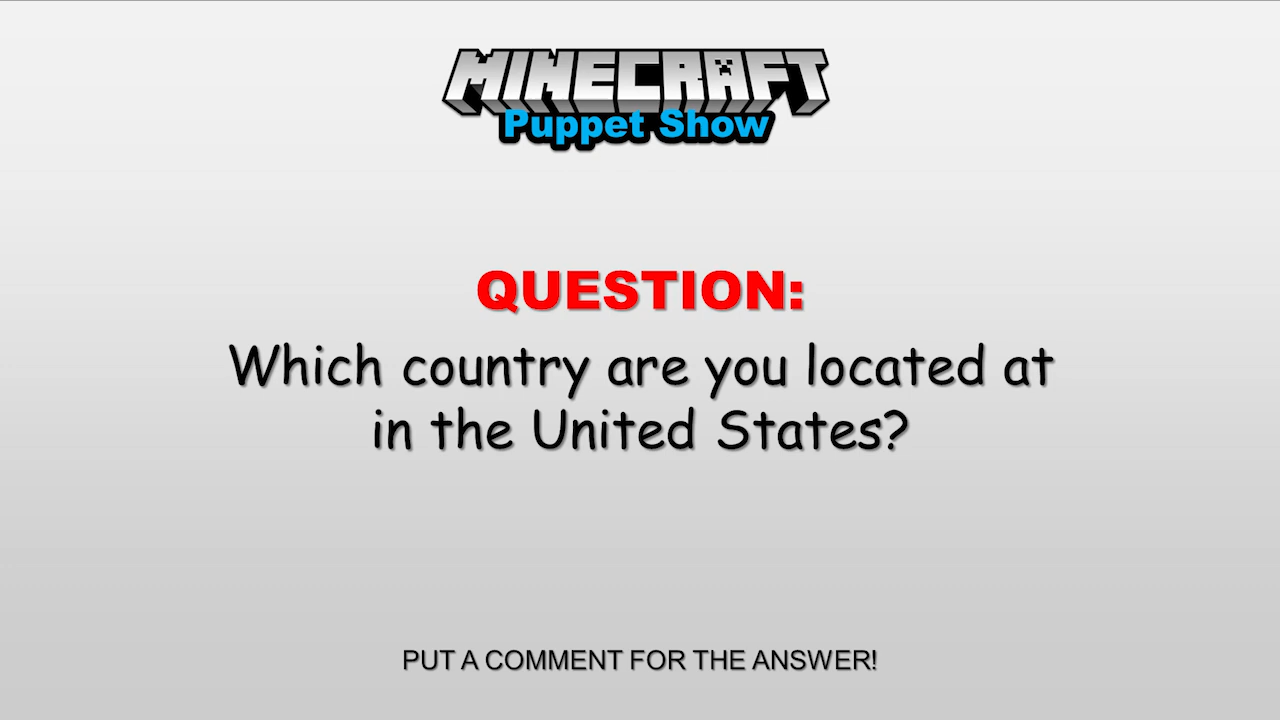 MINECRAFT
Puppet Show
QUESTION:
Which country are you located at
in the United States?
PUT A COMMENT FOR THE ANSWER!